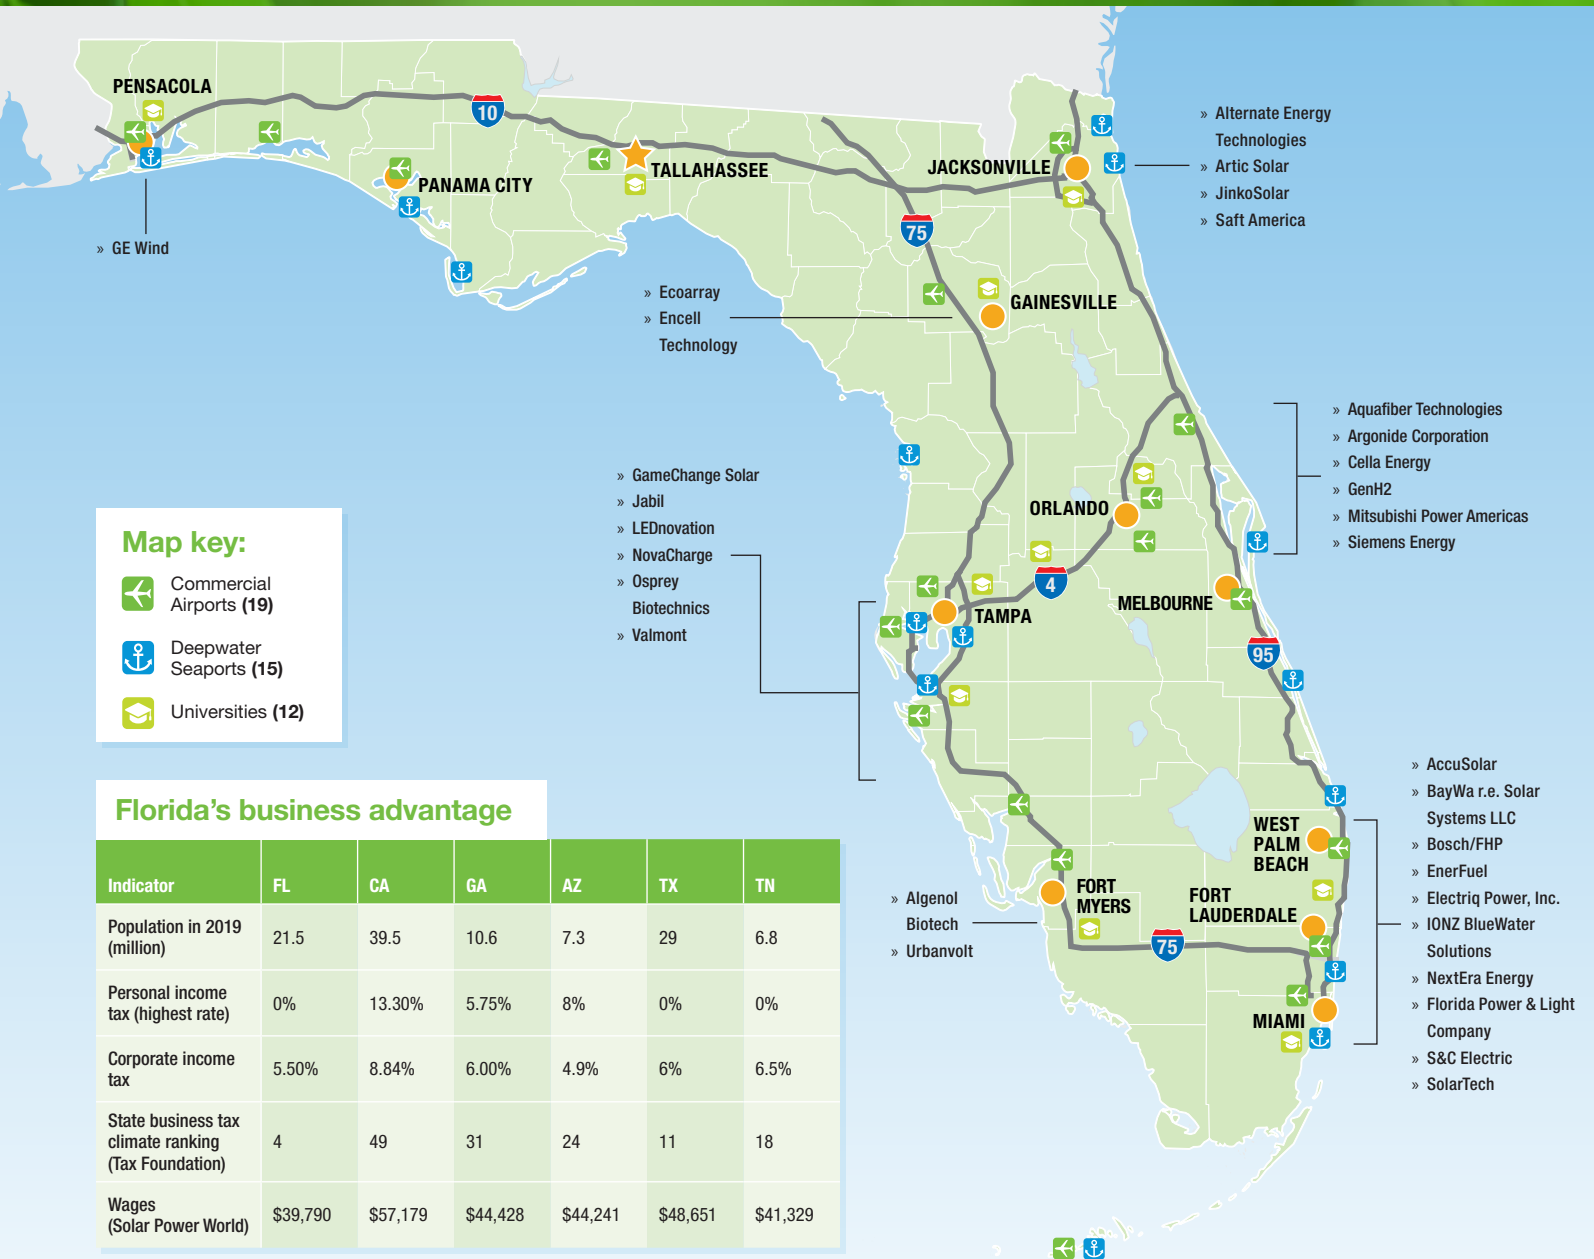 PENSACOLA
10
TALLAHASSEE
PANAMA CITY
JACKSONVILLE
75
GAINESVILLE
ORLANDO
4
TAMPA
MELBOURNE
95
WEST
PALM
BEACH
FORT
MYERS
FORT
LAUDERDALE
75
MIAMI
» GE Wind
» Alternate Energy
Technologies
» Artic Solar
» JinkoSolar
» Saft America
» Ecoarray
» Encell
Technology
» Aquafiber Technologies
» Argonide Corporation
» Cella Energy
» GenH2
» Mitsubishi Power Americas
» Siemens Energy
» GameChange Solar
» Jabil
» LEDnovation
» NovaCharge
» Osprey
Biotechnics
» Valmont
» AccuSolar
» BayWa r.e. Solar
Systems LLC
» Bosch/FHP
» EnerFuel
» Electriq Power, Inc.
» IONZ BlueWater
Solutions
» NextEra Energy
» Florida Power & Light
Company
» S&C Electric
» SolarTech
» Algenol
Biotech
» Urbanvolt
Map key:
Commercial
Airports (19)
Deepwater
Seaports (15)
Universities (12)
Florida’s business advantage
Indicator FL CA GA AZ TX TN
Population in 2019
(million) 21.5 39.5 10.6 7.3 29 6.8
Personal income
tax (highest rate) 0% 13.30% 5.75% 8% 0% 0%
Corporate income
tax 5.50% 8.84% 6.00% 4.9% 6% 6.5%
State business tax
climate ranking 4 49 31 24 11 18
(Tax Foundation)
Wages
(Solar Power World) $39,790 $57,179 $44,428 $44,241 $48,651 $41,329